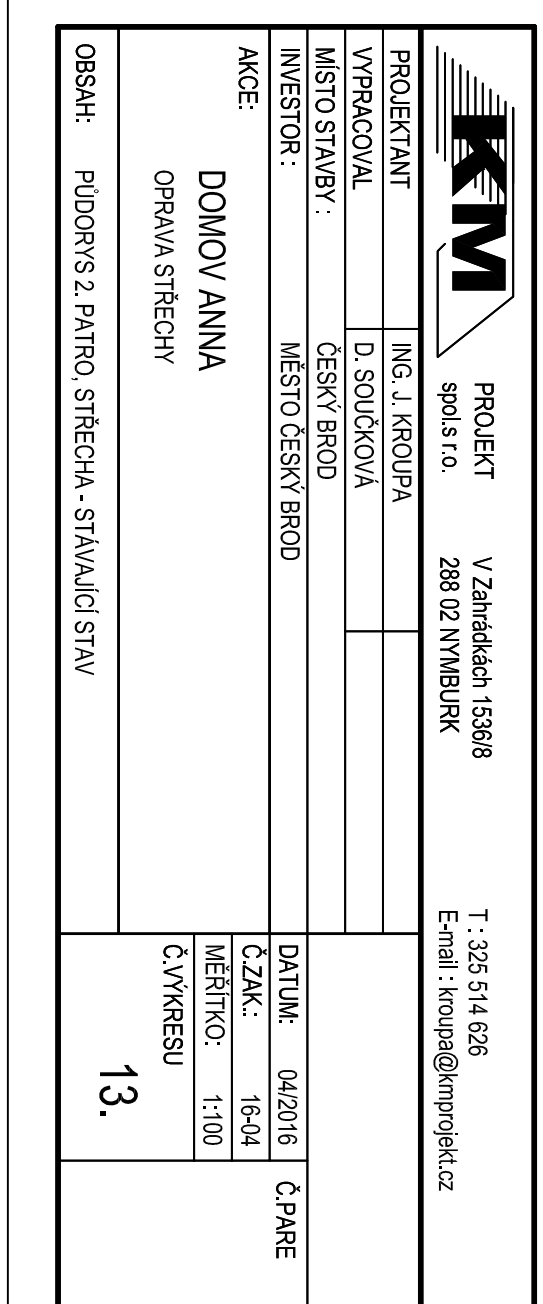 KM
PROJEKT
spol.s r.o.
V Zahrádkách 1536/8
288 02 NYMBURK
T : 325 514 626
E-mail : kroupa@kmprojekt.cz
PROJEKTANT ING. J. KROUPA
VYPRACOVAL D. SOUČKOVÁ
MÍSTO STAVBY : ČESKÝ BROD
INVESTOR : MĚSTO ČESKÝ BROD
AKCE:
DOMOV ANNA
OPRAVA STŘECHY
OBSAH: PŮDORYS 2. PATRO, STŘECHA - STÁVAJÍCÍ STAV
DATUM: 04/2016
Č.ZAK.: 16-04
MĚŘÍTKO: 1:100
Č.VÝKRESU
13.
Č.PARE